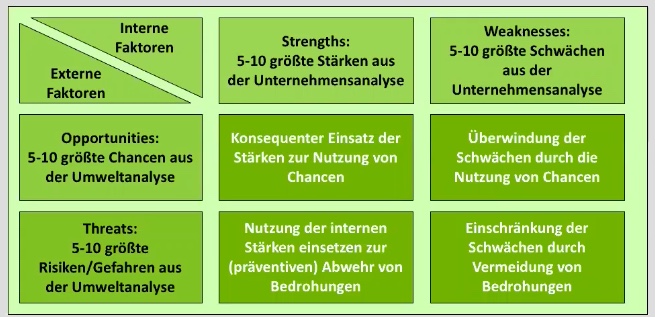 Interne
Faktoren
Externe
Faktoren
Strengths:
5-10 größte Stärken aus
der Unternehmensanalyse
Weaknesses:
5-10 größte Schwächen
aus der
Unternehmensanalyse
Opportunities:
5-10 größte Chancen aus
der Umweltanalyse
Konsequenter Einsatz der
Stärken zur Nutzung von
Chancen
Überwindung der
Schwächen durch die
Nutzung von Chancen
Threats:
5-10 größte
Risiken/Gefahren aus
der Umweltanalyse
Nutzung der internen
Stärken einsetzen zur
(präventiven) Abwehr von
Bedrohungen
Einschränkung der
Schwächen durch
Vermeidung von
Bedrohungen